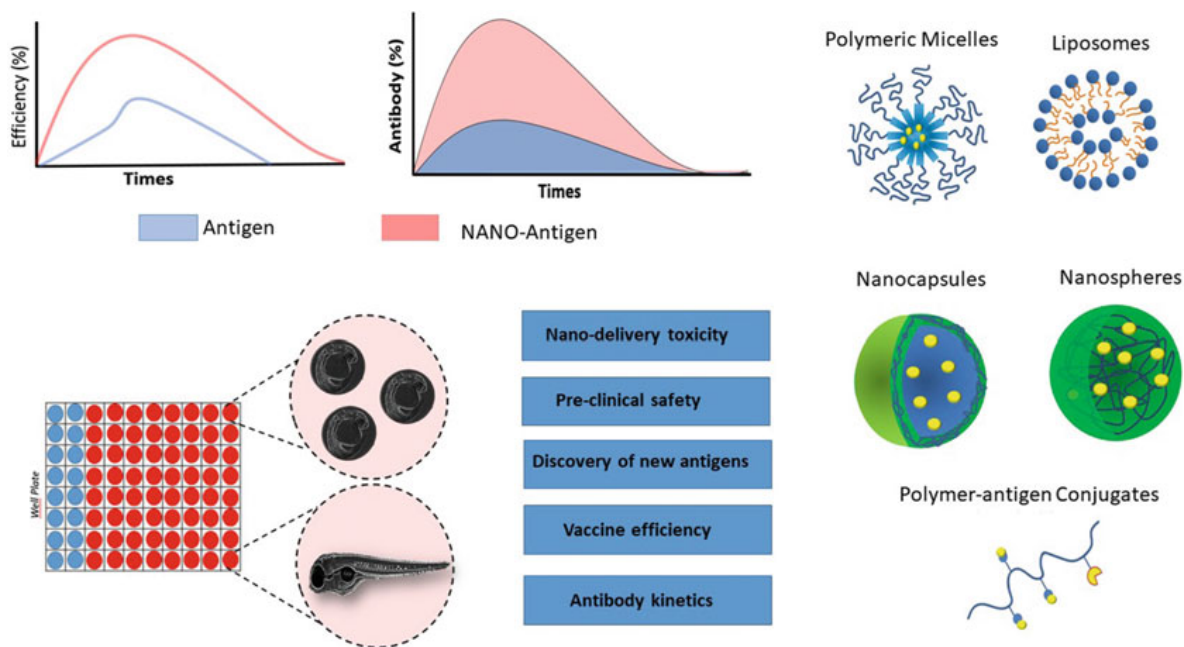 Efficiency (%)
Times
Antibody (%)
Times
Antigen
NANO-Antigen
Polymeric Micelles
Liposomes
Nanocapsules
Nanospheres
Polymer-antigen Conjugates
Well Plate
Nano-delivery toxicity
Pre-clinical safety
Discovery of new antigens
Vaccine efficiency
Antibody kinetics